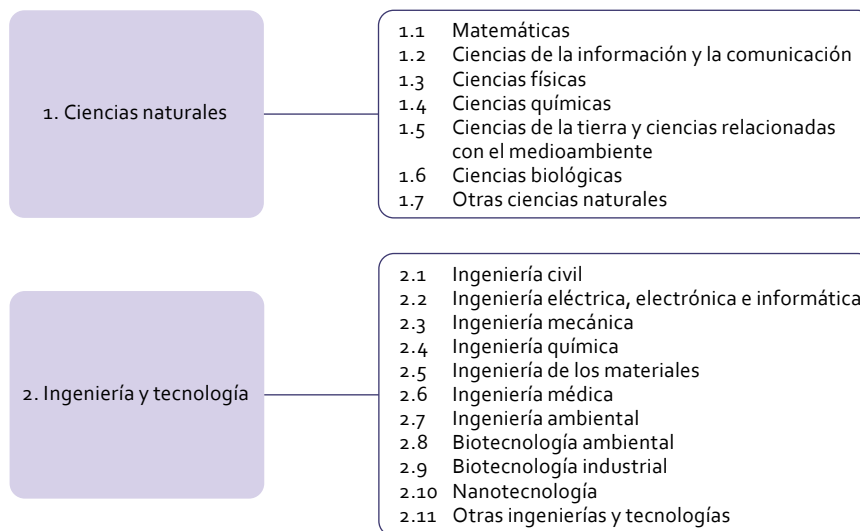 1. Ciencias naturales
1.1 Matemáticas
1.2 Ciencias de la información y la comunicación
1.3 Ciencias físicas
1.4 Ciencias químicas
1.5 Ciencias de la tierra y ciencias relacionadas
con el medioambiente
1.6 Ciencias biológicas
1.7 Otras ciencias naturales
2. Ingeniería y tecnología
2.1 Ingeniería civil
2.2 Ingeniería eléctrica, electrónica e informática
2.3 Ingeniería mecánica
2.4 Ingeniería química
2.5 Ingeniería de los materiales
2.6 Ingeniería médica
2.7 Ingeniería ambiental
2.8 Biotecnología ambiental
2.9 Biotecnología industrial
2.10 Nanotecnología
2.11 Otras ingenierías y tecnologías